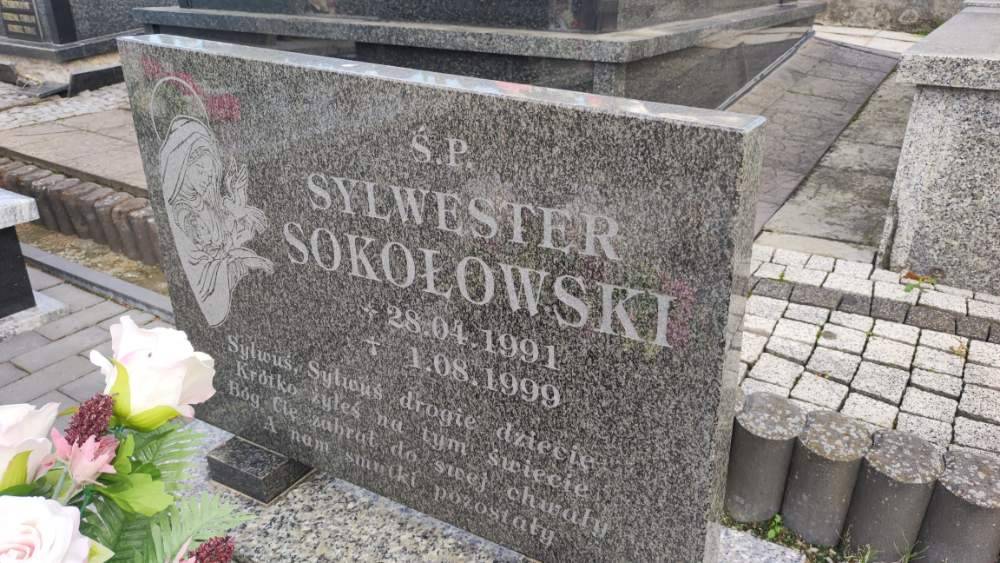 Ś.P.
SYLWESTER
SOKOŁOWSKI
+ 28.04.1991
† 1.08.1999
Sylwuś, Sylwuś drogie dziecię
Krótko żyłeś na tym świecie
Bóg Cię zabrał do swej chwały
A nam smutki pozostały